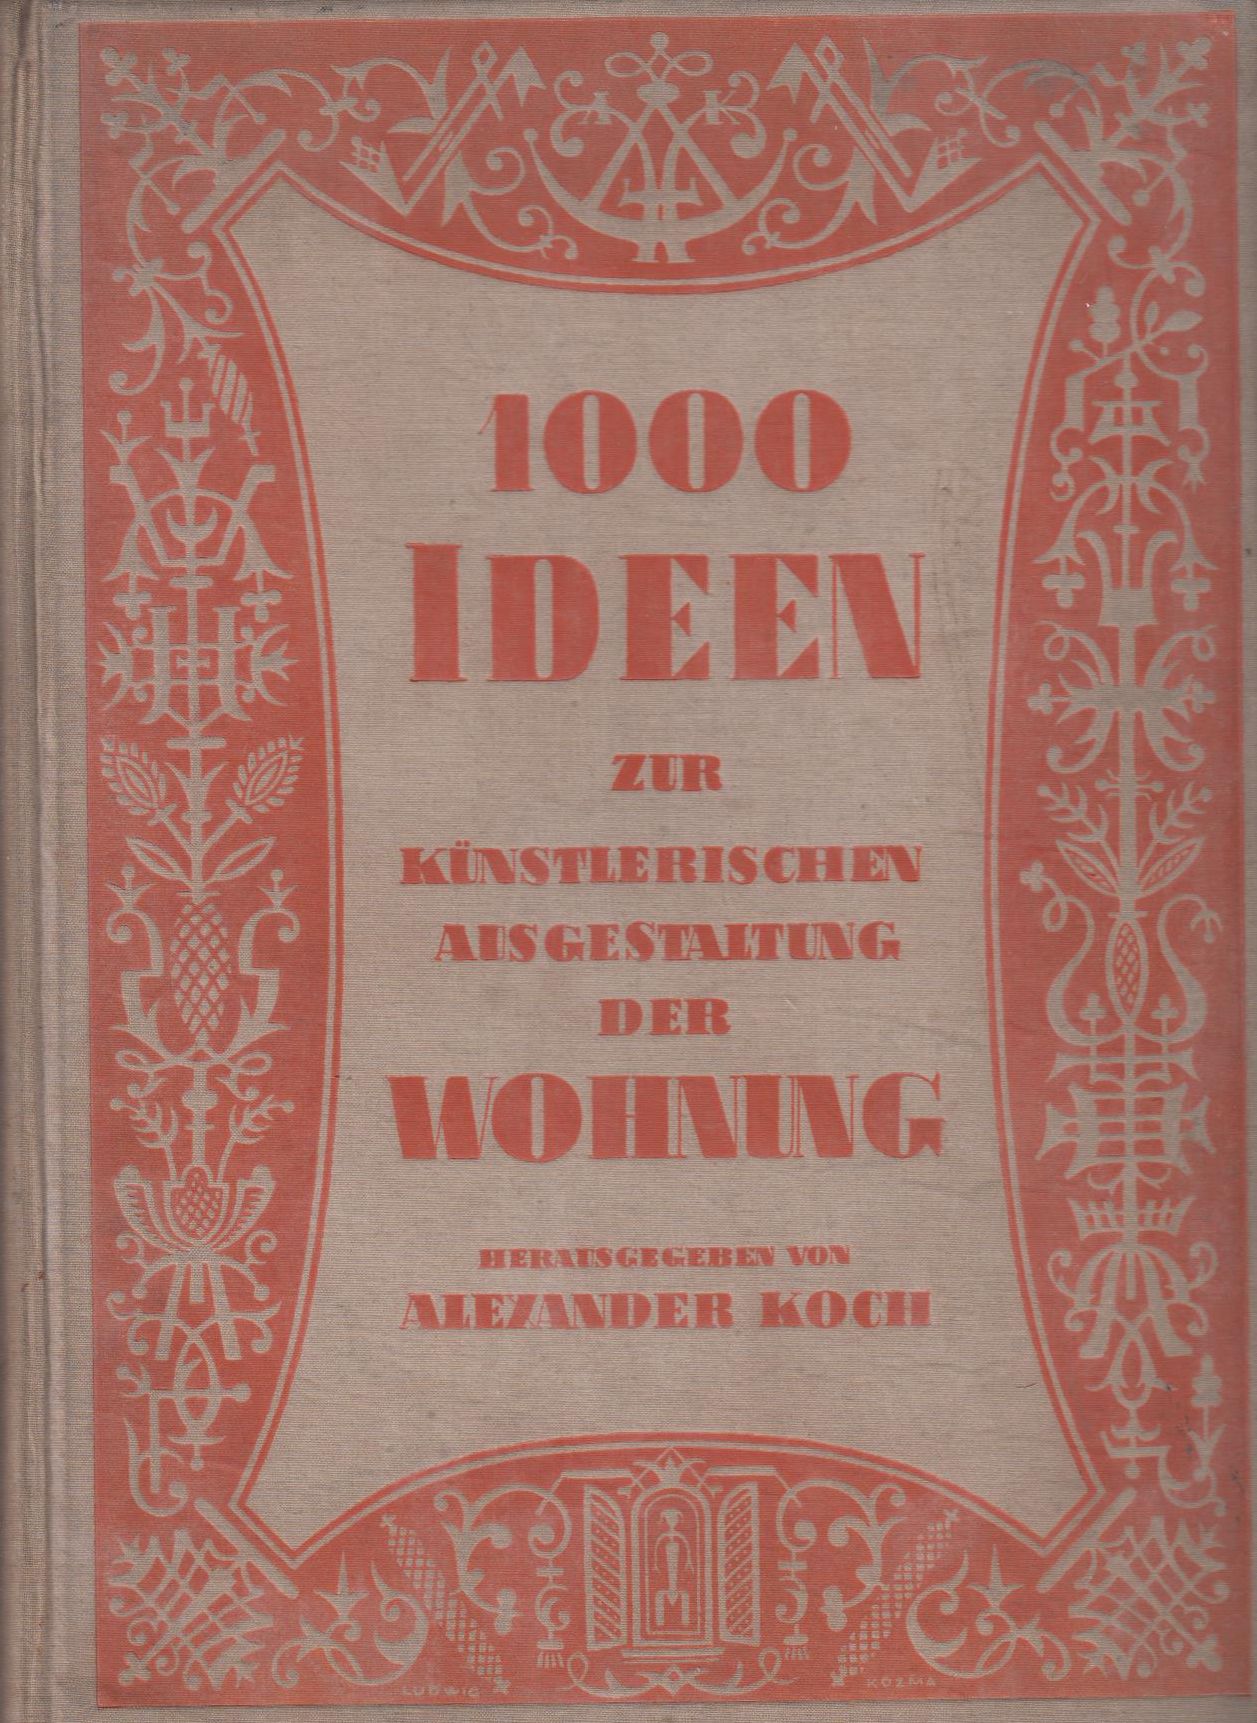 1000
IDEEN
ZUR
KÜNSTLERISCHEN
AUSGESTALTUNG
DER
WOHNUNG
HERAUSGEGEBEN VON
ALEXANDER KOCH
LUDWIG KOZMA